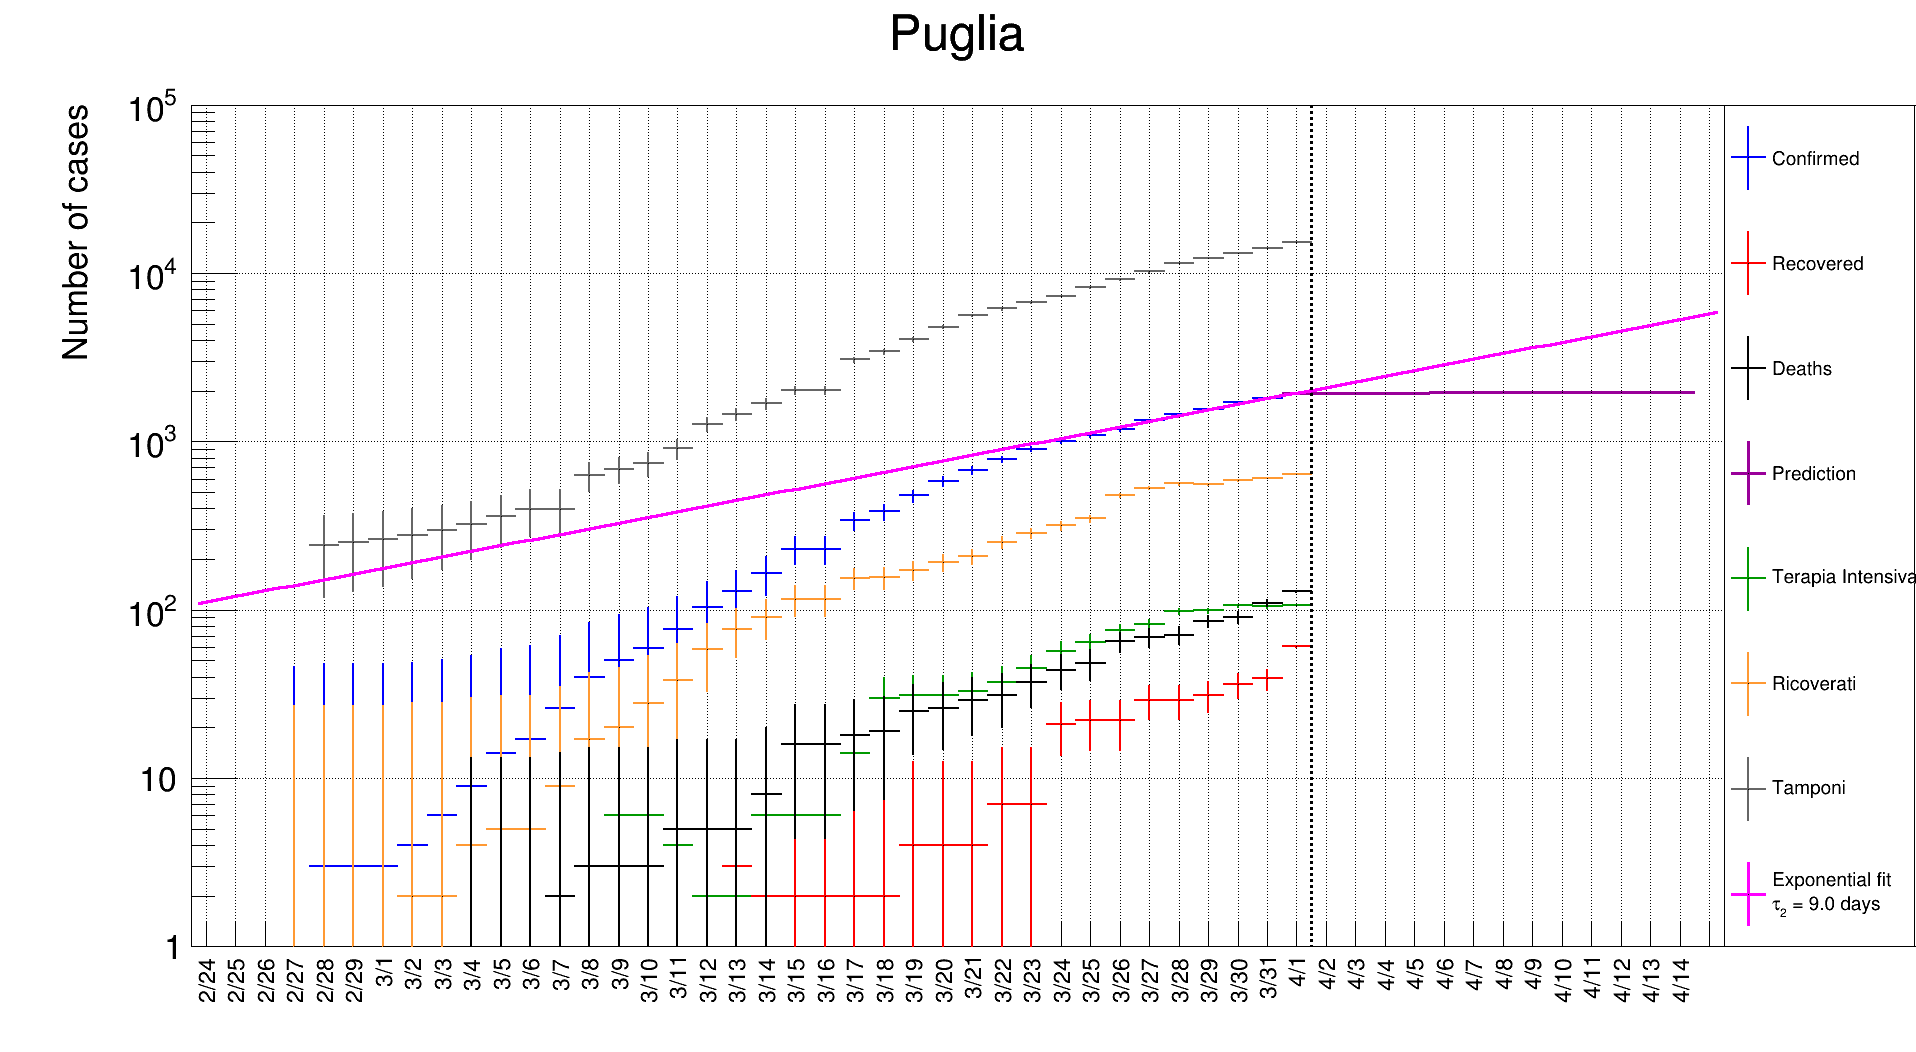 Puglia
Number of cases
10^5
10^4
10^3
10^2
10
1
2/24 2/25 2/26 2/27 2/28 2/29 3/1 3/2 3/3 3/4 3/5 3/6 3/7 3/8 3/9 3/10 3/11 3/12 3/13 3/14 3/15 3/16 3/17 3/18 3/19 3/20 3/21 3/22 3/23 3/24 3/25 3/26 3/27 3/28 3/29 3/30 3/31 4/1 4/2 4/3 4/4 4/5 4/6 4/7 4/8 4/9 4/10 4/11 4/12 4/13 4/14
Confirmed
Recovered
Deaths
Prediction
Terapia Intensiva
Ricoverati
Tamponi
Exponential fit
τ_2 = 9.0 days